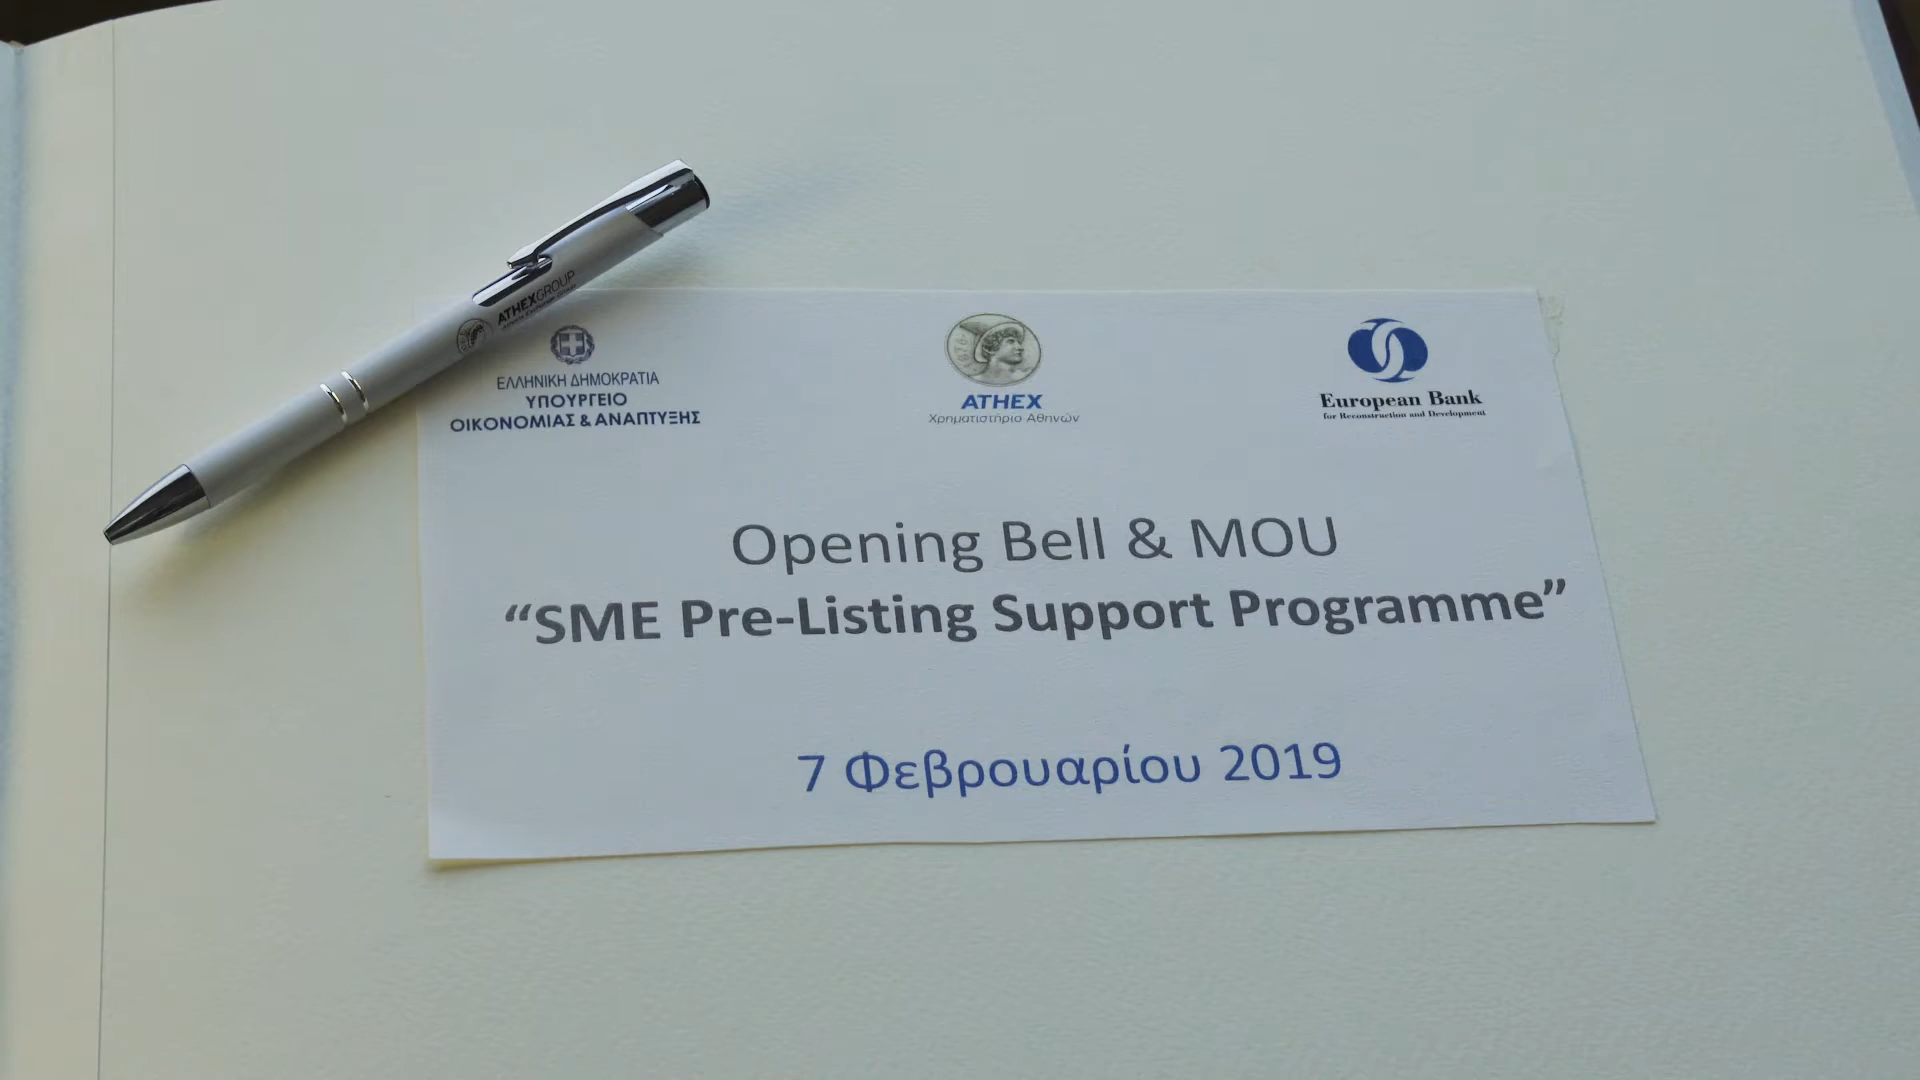 ATHEXGROUP
ΕΛΛΗΝΙΚΗ ΔΗΜΟΚΡΑΤΙΑ
ΥΠΟΥΡΓΕΙΟ
ΟΙΚΟΝΟΜΙΑΣ & ΑΝΑΠΤΥΞΗΣ
ATHEX
Χρηματιστήριο Αθηνών
European Bank
for Reconstruction and Development
Opening Bell & MOU
“SME Pre-Listing Support Programme”
7 Φεβρουαρίου 2019